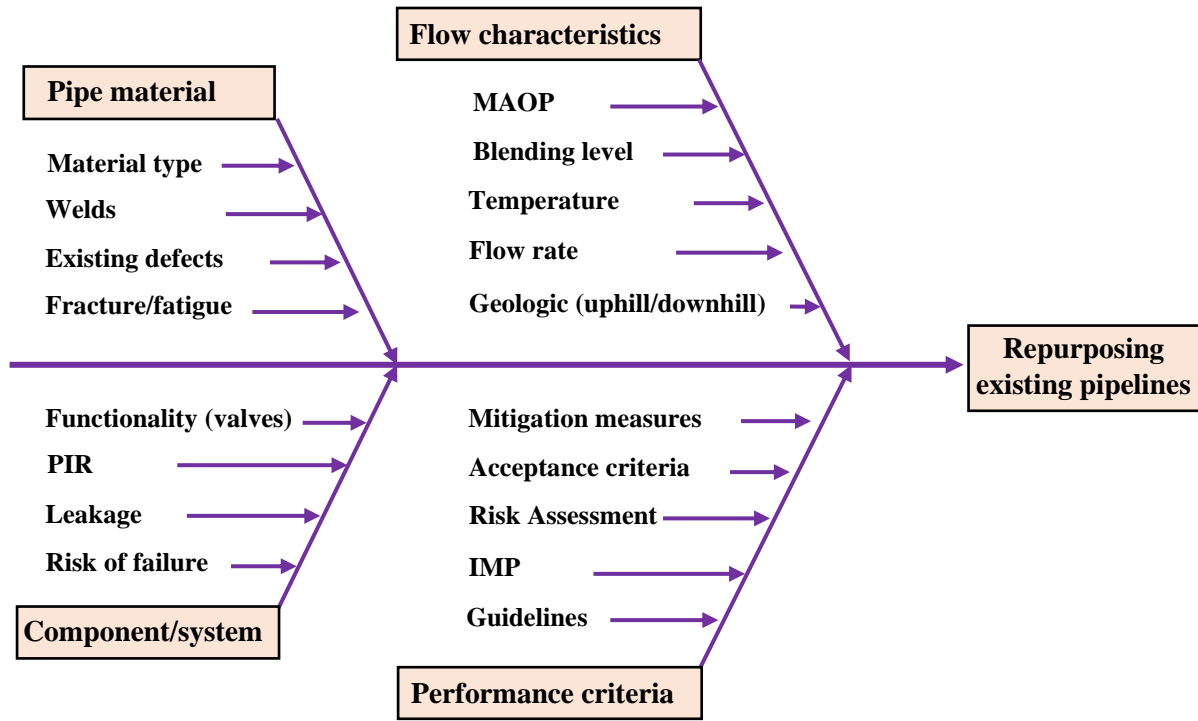 Flow characteristics
Pipe material
MAOP
Blending level
Material type
Temperature
Welds
Flow rate
Existing defects
Geologic (uphill/downhill)
Fracture/fatigue
Repurposing
existing pipelines
Functionality (valves)
Mitigation measures
PIR
Acceptance criteria
Leakage
Risk Assessment
Risk of failure
IMP
Guidelines
Component/system
Performance criteria